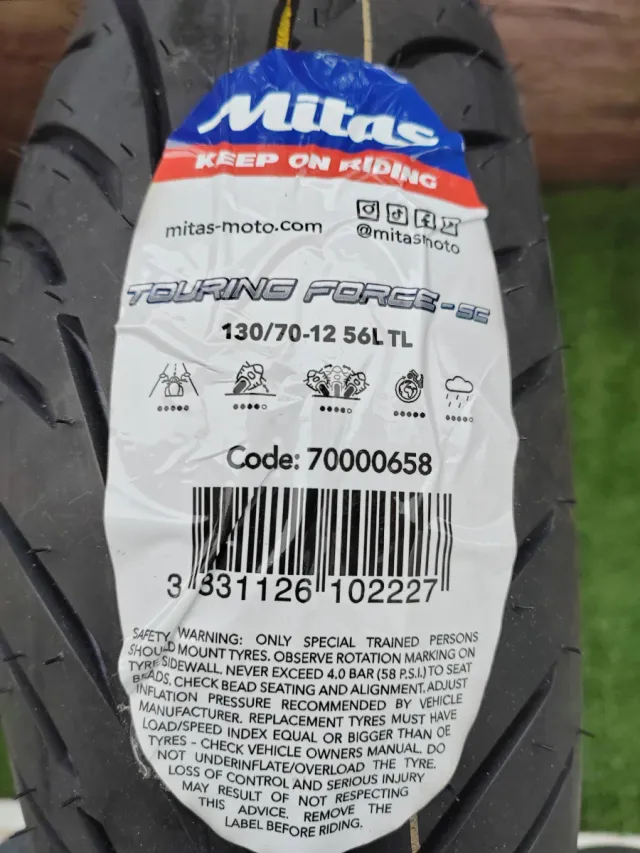 Mitas
KEEP ON RIDING
mitas-moto.com
@mitasmoto
TOURING FORCE-SC
130/70-12 56L TL
Code: 70000658
3 831126 102227
SAFETY WARNING: ONLY SPECIAL TRAINED PERSONS
SHOULD MOUNT TYRES. OBSERVE ROTATION MARKING ON
TYRE SIDEWALL. NEVER EXCEED 4.0 BAR (58 P.S.I.) TO SEAT
BEADS. CHECK BEAD SEATING AND ALIGNMENT. ADJUST
INFLATION PRESSURE RECOMMENDED BY VEHICLE
MANUFACTURER. REPLACEMENT TYRES MUST HAVE
LOAD/SPEED INDEX EQUAL OR BIGGER THAN OE
TYRES - CHECK VEHICLE OWNERS MANUAL. DO
NOT UNDERINFLATE/OVERLOAD THE TYRE.
LOSS OF CONTROL AND SERIOUS INJURY
MAY RESULT OF NOT RESPECTING
THIS ADVICE. REMOVE THE
LABEL BEFORE RIDING.